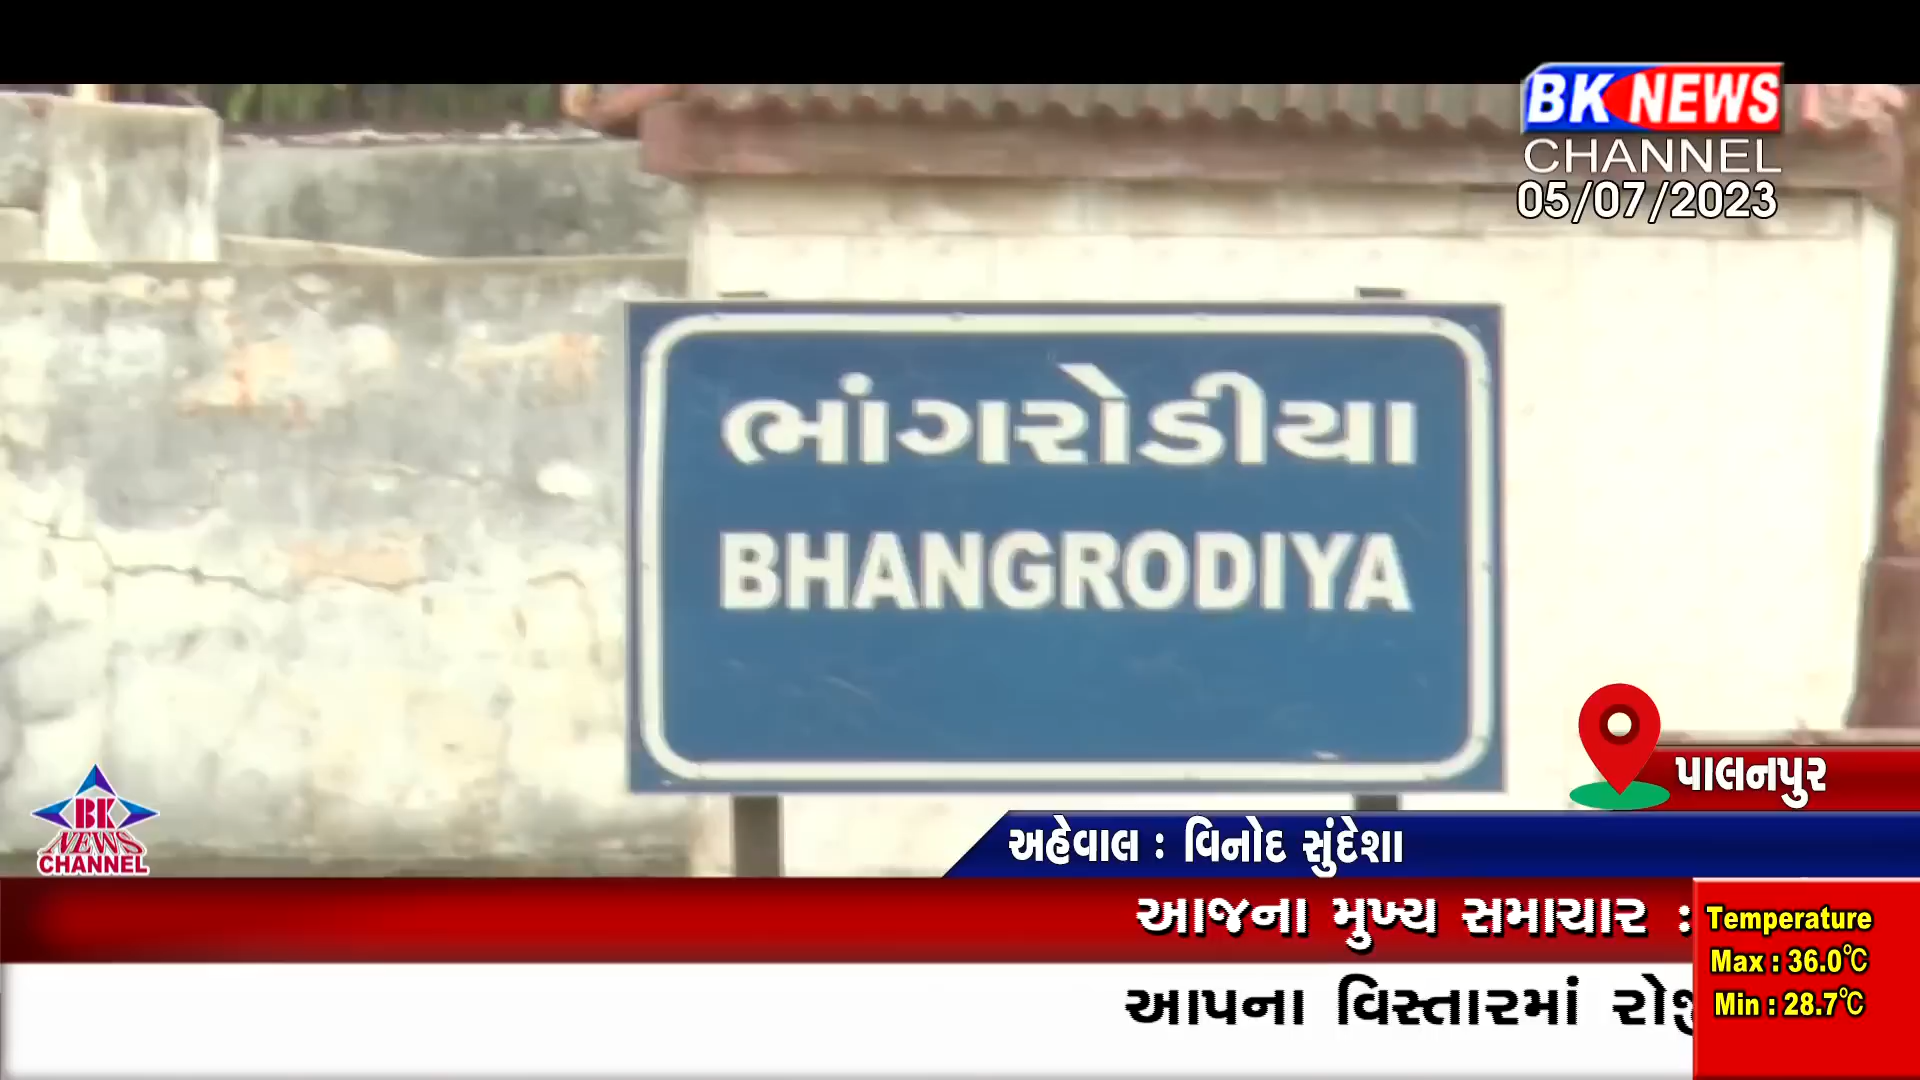 BK NEWS
CHANNEL
05/07/2023
ભાંગરોડીયા
BHANGRODIYA
પાલનપુર
અહેવાલ : વિનોદ સુંદેશા
BK
NEWS
CHANNEL
આજના મુખ્ય સમાચાર :
આપના વિસ્તારમાં
Temperature
Max : 36.0℃
Min : 28.7℃